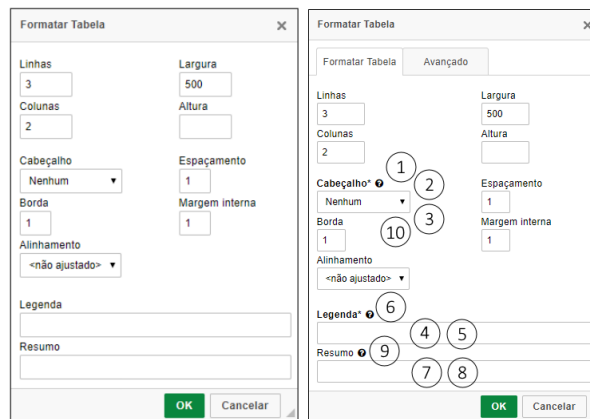 Formatar Tabela ×
Linhas Largura
3 500
Colunas Altura
2
Cabeçalho Espaçamento
Nenhum 1
Borda Margem interna
1 1
Alinhamento
<não ajustado>
Legenda
Resumo
OK Cancelar
Formatar Tabela ×
Formatar Tabela Avançado
Linhas Largura
3 500
Colunas Altura
2
1
Cabeçalho* ? 2 Espaçamento
Nenhum 3 1
Borda 10 Margem interna
1 1
Alinhamento
<não ajustado>
Legenda* ? 6
4 5
Resumo ? 9
7 8
OK Cancelar